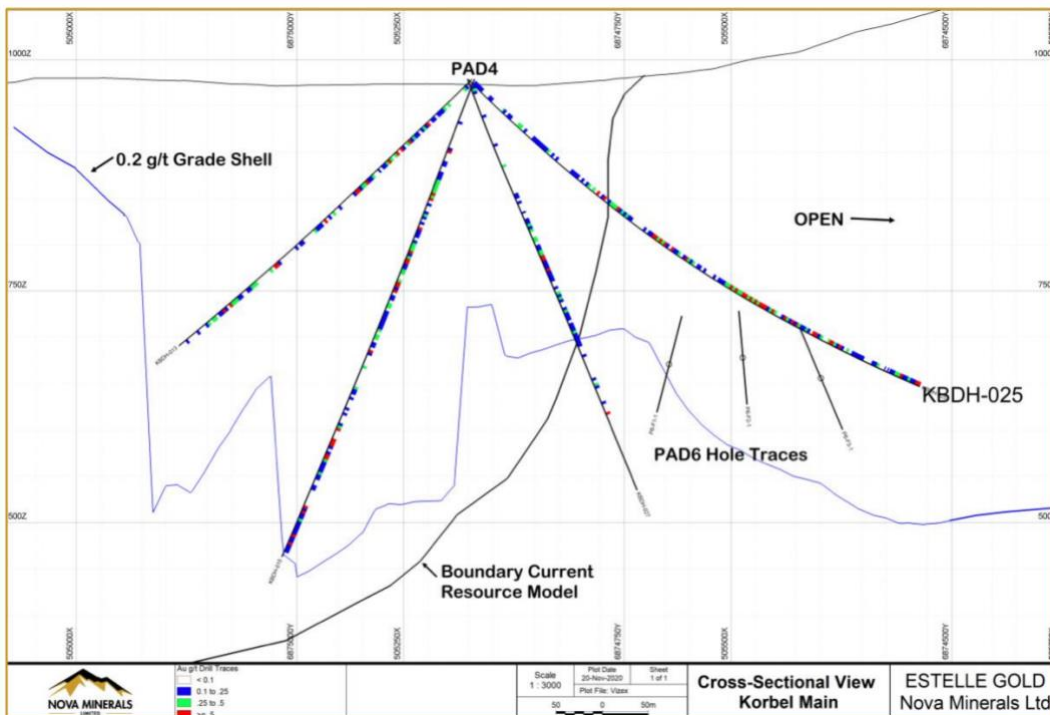 505000X
6875000Y
505250X
6874750Y
505500X
6874500Y
1000Z
1000
PAD4
0.2 g/t Grade Shell
OPEN
750Z
750
KBDH-025
PAD6 Hole Traces
500Z
500
Boundary Current
Resource Model
505000X
6875000Y
505250X
6874750Y
505500X
6874500Y
NOVA MINERALS
LIMITED
Au g/t Drill Traces
< 0.1
0.1 to .25
.25 to .5
>= .5
Scale
1 : 3000
Plot Date
20-Nov-2020
Sheet
1 of 1
Plot File: Vizex
50 0 50m
Cross-Sectional View
Korbel Main
ESTELLE GOLD
Nova Minerals Ltd